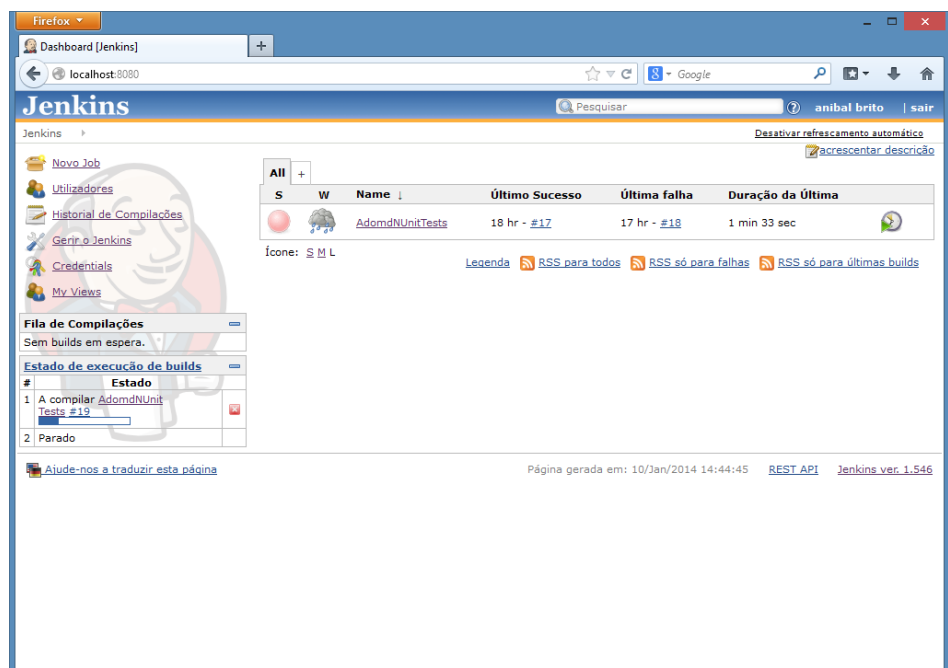 Firefox
Dashboard [Jenkins]
localhost:8080
Google
Jenkins
Pesquisar
anibal brito | sair
Jenkins
Desativar refrescamento automático
acrescentar descrição
Novo Job
Utilizadores
Historial de Compilações
Gerir o Jenkins
Credentials
My Views
Fila de Compilações
Sem builds em espera.
Estado de execução de builds
# Estado
1 A compilar AdomdNUnit
Tests #19
2 Parado
All +
S W Name ↓ Último Sucesso Última falha Duração da Última
AdomdNUnitTests 18 hr - #17 17 hr - #18 1 min 33 sec
Ícone: S M L
Legenda RSS para todos RSS só para falhas RSS só para últimas builds
Ajude-nos a traduzir esta página
Página gerada em: 10/Jan/2014 14:44:45 REST API Jenkins ver. 1.546